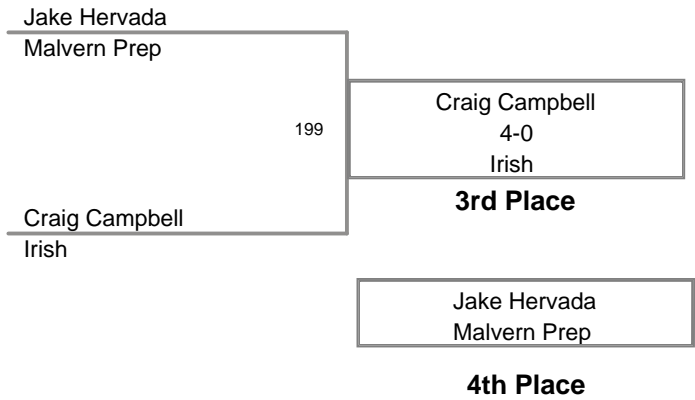 Jake Hervada
Malvern Prep
Craig Campbell
199
4-0
Irish
3rd Place
Craig Campbell
Irish
Jake Hervada
Malvern Prep
4th Place